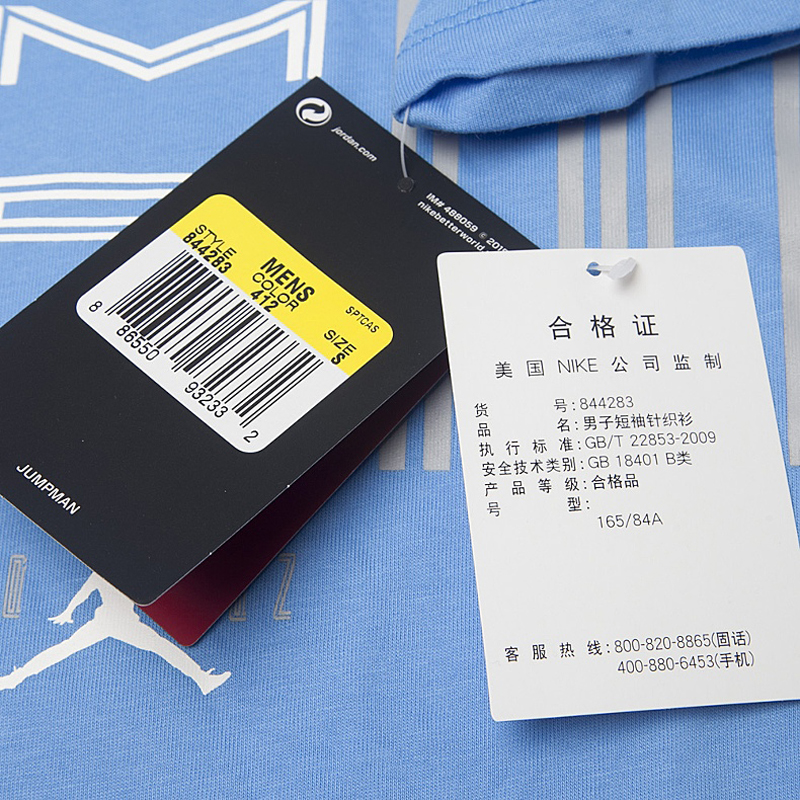 jordan.com
IM# 488059 ©
nikebetterworld
STYLE
844283
MENS
COLOR
412
SPTCAS
SIZE
S
8 86550 93233 2
JUMPMAN
合格证
美国 NIKE 公司监制
货号:844283
品名:男子短袖针织衫
执行标准:GB/T 22853-2009
安全技术类别:GB 18401 B类
产品等级:合格品
号型:
165/84A
客服热线:800-820-8865(固话)
400-880-6453(手机)